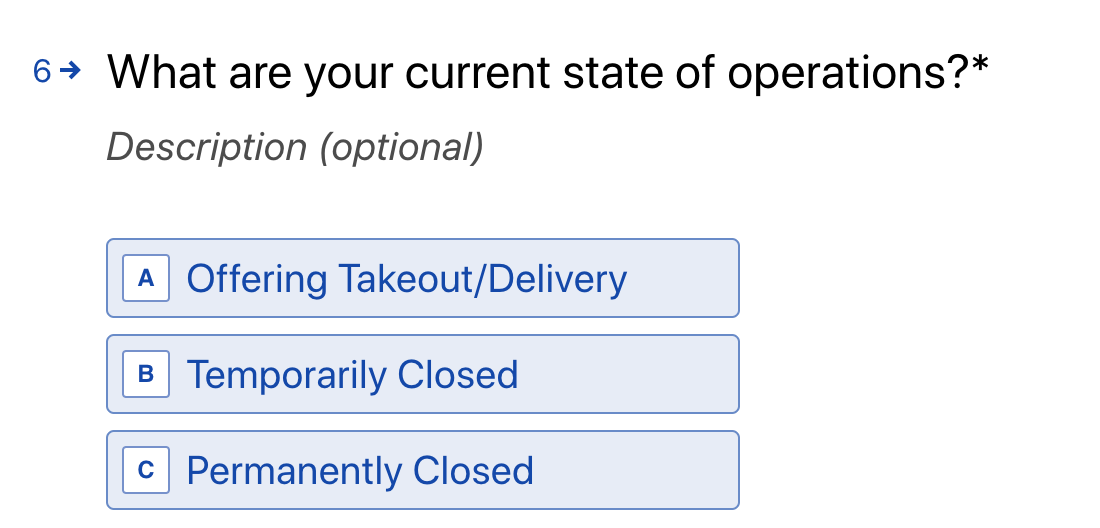 6→ What are your current state of operations?*
Description (optional)
A Offering Takeout/Delivery
B Temporarily Closed
C Permanently Closed